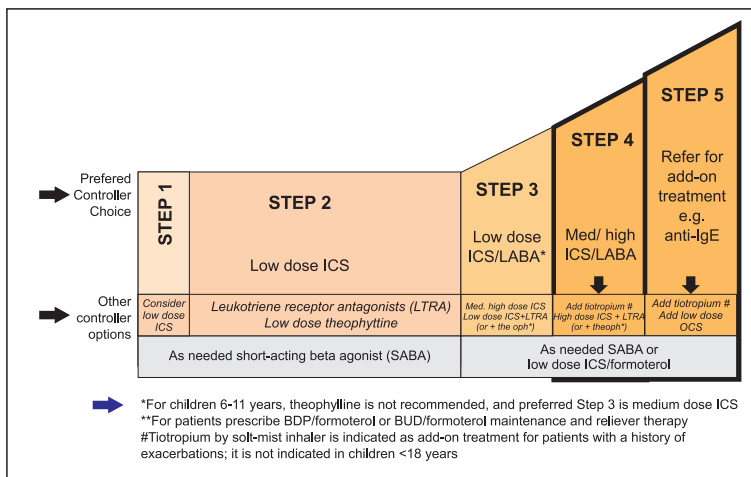 STEP 5
STEP 4
Refer for
add-on
treatment
e.g.
anti-IgE
Prefered
Controller
Choice
STEP 1
STEP 2
STEP 3
Low dose ICS
Low dose
ICS/LABA*
Med/ high
ICS/LABA
Other
controller
options
Consider
low dose
ICS
Leukotriene receptor antagonists (LTRA)
Low dose theophyttine
Med. high dose ICS
Low dose ICS+LTRA
(or + the oph*)
Add tiotropium #
High dose ICS + LTRA
(or + theoph*)
Add tiotropium #
Add low dose
OCS
As needed short-acting beta agonist (SABA)
As needed SABA or
low dose ICS/formoterol
*For children 6-11 years, theophylline is not recommended, and preferred Step 3 is medium dose ICS
**For patients prescribe BDP/formoterol or BUD/formoterol maintenance and reliever therapy
#Tiotropium by solt-mist inhaler is indicated as add-on treatment for patients with a history of
exacerbations; it is not indicated in children <18 years